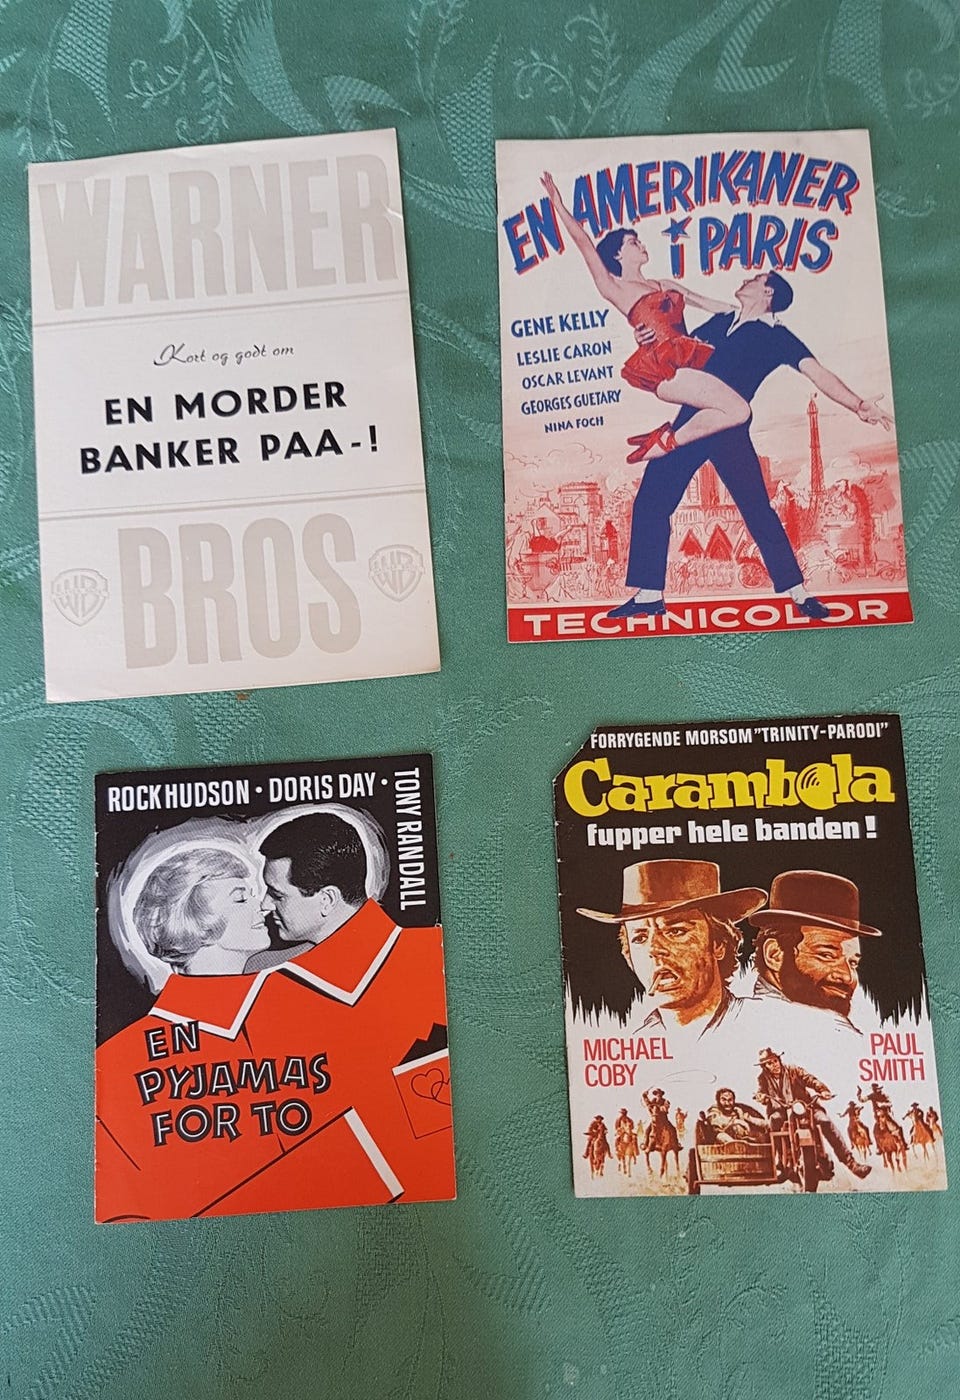 WARNER
Kort og godt om
EN MORDER
BANKER PAA-!
BROS
WB
WB
EN AMERIKANER
i PARIS
GENE KELLY
LESLIE CARON
OSCAR LEVANT
GEORGES GUETARY
NINA FOCH
TECHNICOLOR
ROCK HUDSON · DORIS DAY ·
TONY RANDALL
EN
PYJAMAS
FOR TO
FORRYGENDE MORSOM "TRINITY-PARODI"
Carambola
fupper hele banden!
MICHAEL
COBY
PAUL
SMITH